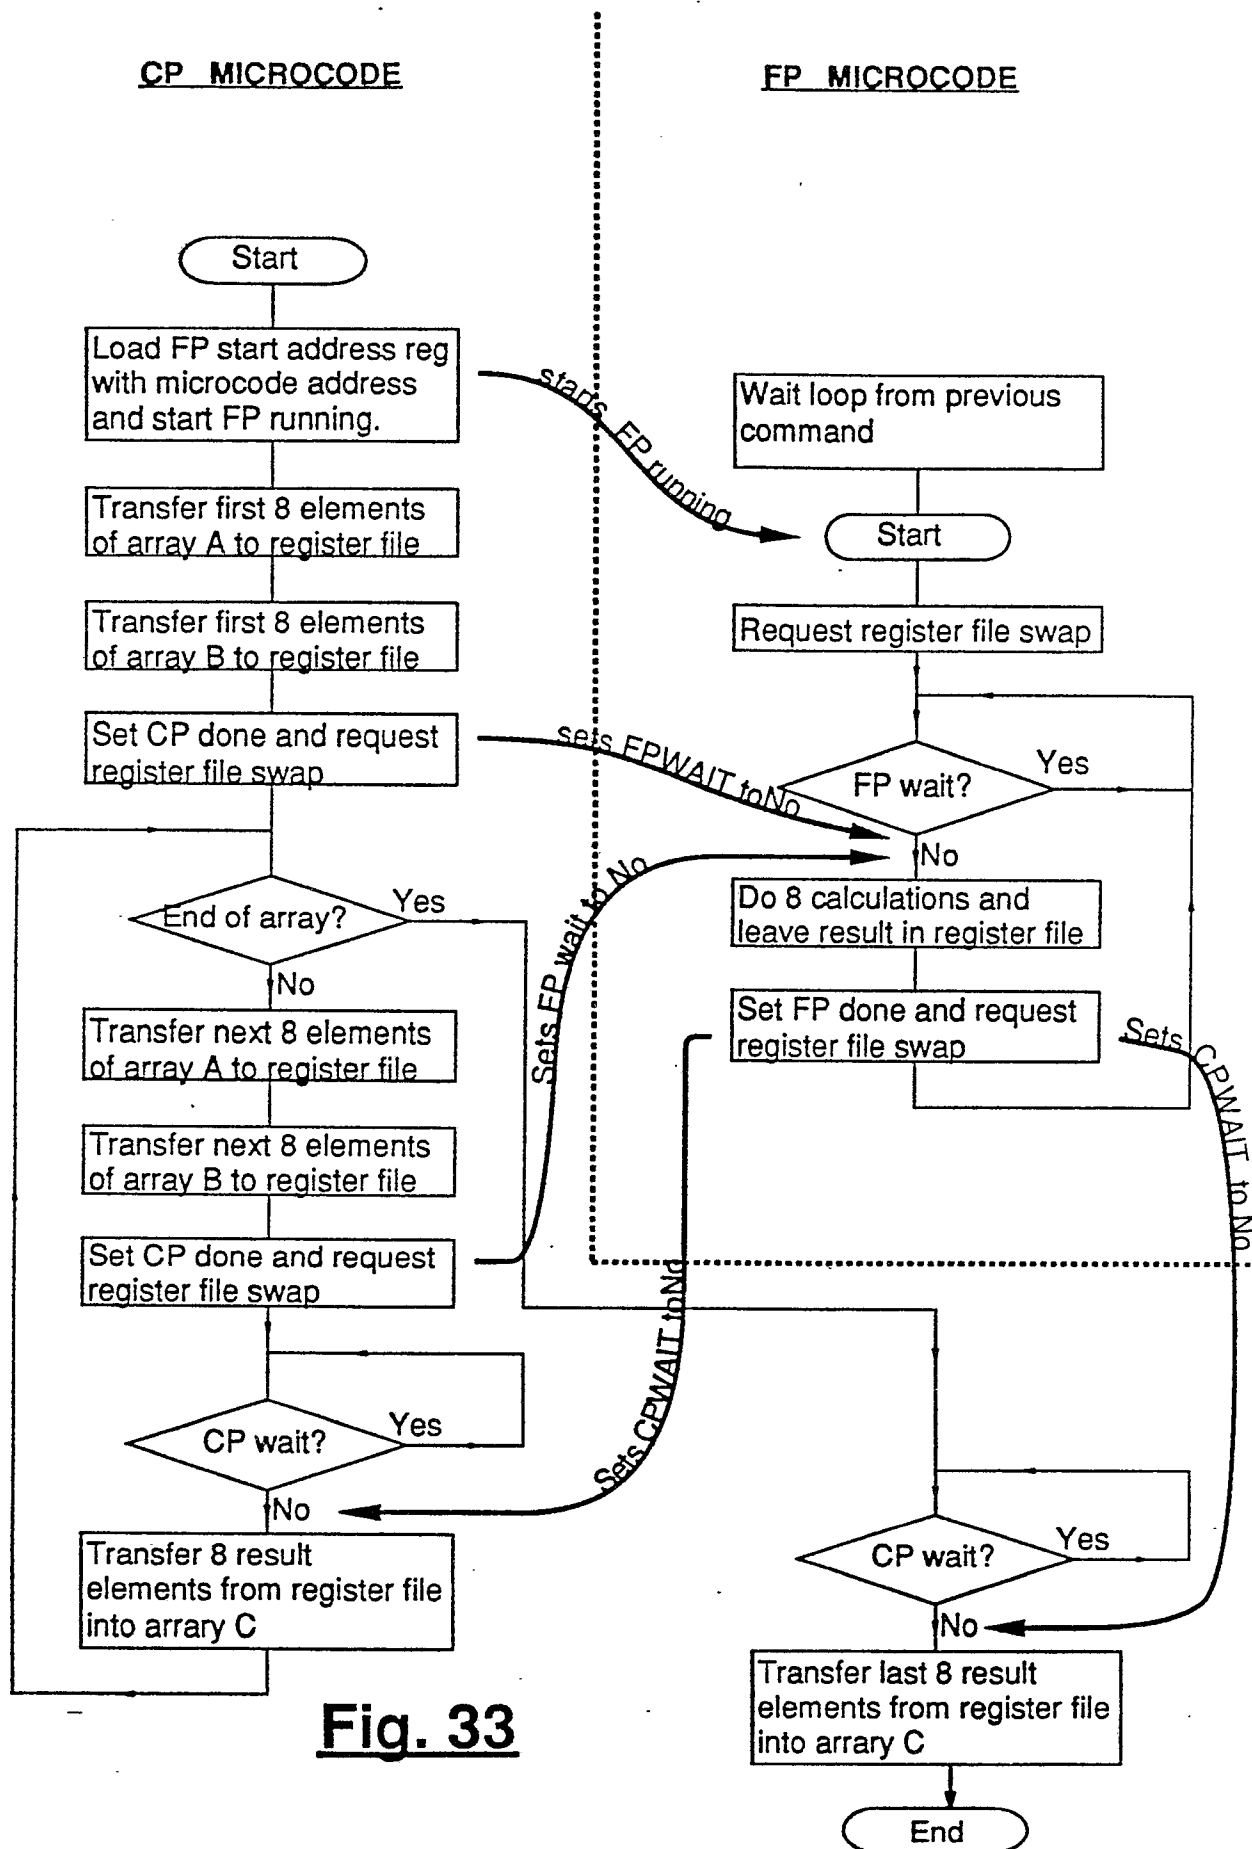 CP MICROCODE
Start
Load FP start address reg
with microcode address
and start FP running.
Transfer first 8 elements
of array A to register file
Transfer first 8 elements
of array B to register file
Set CP done and request
register file swap
End of array?
Yes
No
Transfer next 8 elements
of array A to register file
Transfer next 8 elements
of array B to register file
Set CP done and request
register file swap
CP wait?
Yes
No
Transfer 8 result
elements from register file
into arrary C
starts FP running
sets FPWAIT toNo
Sets FP wait to No
Sets CPWAIT toNo
FP MICROCODE
Wait loop from previous
command
Start
Request register file swap
FP wait?
Yes
No
Do 8 calculations and
leave result in register file
Set FP done and request
register file swap
Sets CPWAIT to No
CP wait?
Yes
No
Transfer last 8 result
elements from register file
into arrary C
End
Fig. 33